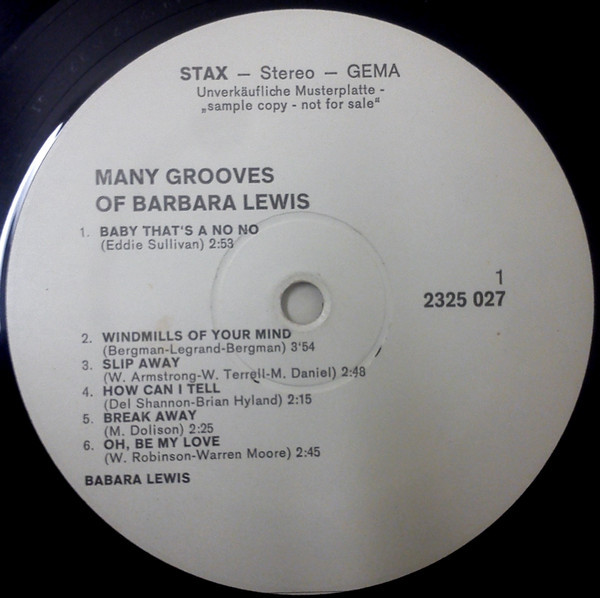 STAX — Stereo — GEMA
Unverkäufliche Musterplatte -
„sample copy - not for sale“
MANY GROOVES
OF BARBARA LEWIS
1. BABY THAT'S A NO NO
(Eddie Sullivan) 2:53
1
2325 027
2. WINDMILLS OF YOUR MIND
(Bergman-Legrand-Bergman) 3'54
3. SLIP AWAY
(W. Armstrong-W. Terrell-M. Daniel) 2:48
4. HOW CAN I TELL
(Del Shannon-Brian Hyland) 2:15
5. BREAK AWAY
(M. Dolison) 2:25
6. OH, BE MY LOVE
(W. Robinson-Warren Moore) 2:45
BABARA LEWIS